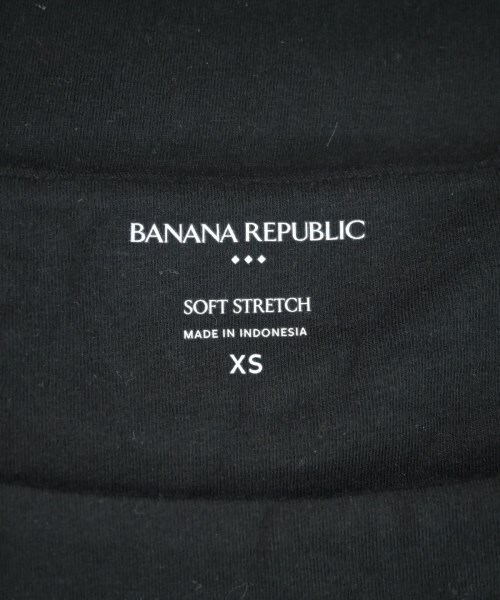 BANANA REPUBLIC
SOFT STRETCH
MADE IN INDONESIA
XS